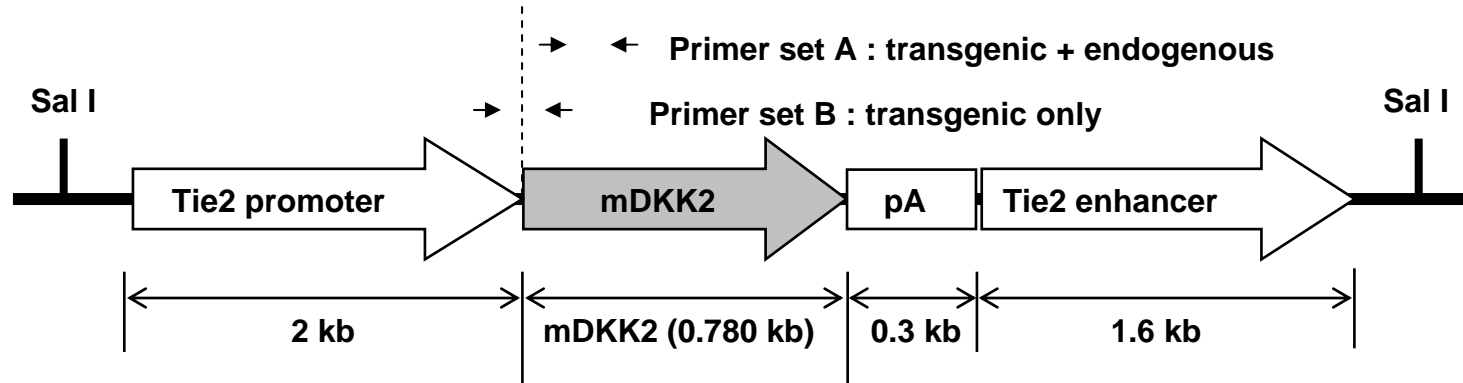 Primer set A : transgenic + endogenous
Sal I
Sal I
Primer set B : transgenic only
Tie2 promoter
mDKK2
pA
Tie2 enhancer
2 kb
mDKK2 (0.780 kb)
0.3 kb
1.6 kb